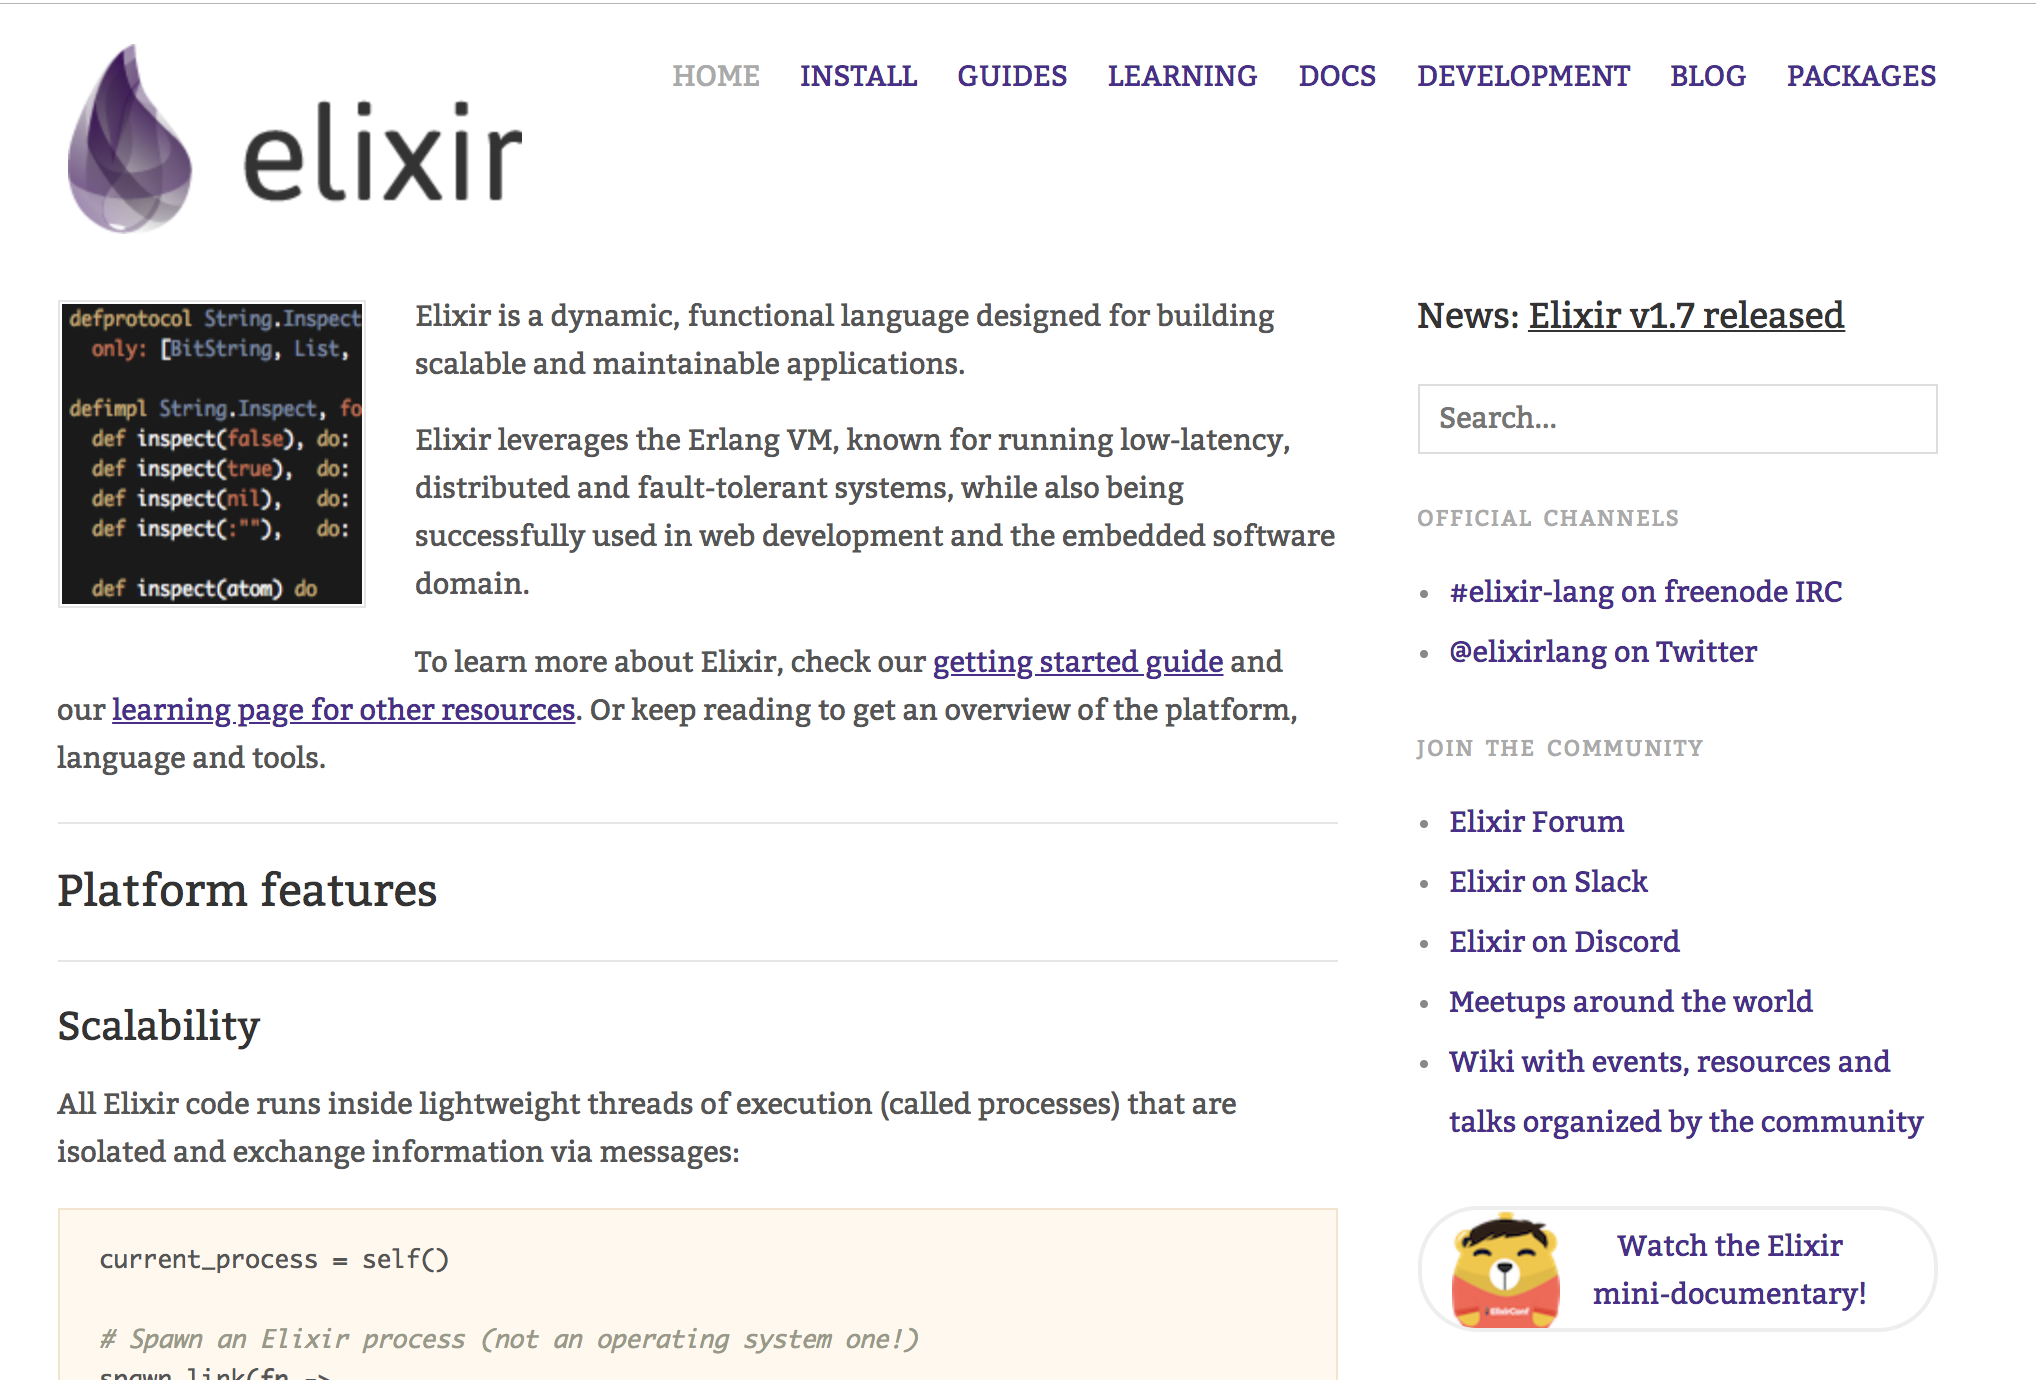 HOME INSTALL GUIDES LEARNING DOCS DEVELOPMENT BLOG PACKAGES
elixir
defprotocol String.Inspect
only: [BitString, List,
defimpl String.Inspect, fo
def inspect(false), do:
def inspect(true), do:
def inspect(nil), do:
def inspect(:""), do:
def inspect(atom) do
Elixir is a dynamic, functional language designed for building
scalable and maintainable applications.
Elixir leverages the Erlang VM, known for running low-latency,
distributed and fault-tolerant systems, while also being
successfully used in web development and the embedded software
domain.
To learn more about Elixir, check our getting started guide and
our learning page for other resources. Or keep reading to get an overview of the platform,
language and tools.
Platform features
Scalability
All Elixir code runs inside lightweight threads of execution (called processes) that are
isolated and exchange information via messages:
current_process = self()
# Spawn an Elixir process (not an operating system one!)
spawn_link(fn ->
News: Elixir v1.7 released
Search...
OFFICIAL CHANNELS
• #elixir-lang on freenode IRC
• @elixirlang on Twitter
JOIN THE COMMUNITY
• Elixir Forum
• Elixir on Slack
• Elixir on Discord
• Meetups around the world
• Wiki with events, resources and
talks organized by the community
ElixirConf
Watch the Elixir
mini-documentary!